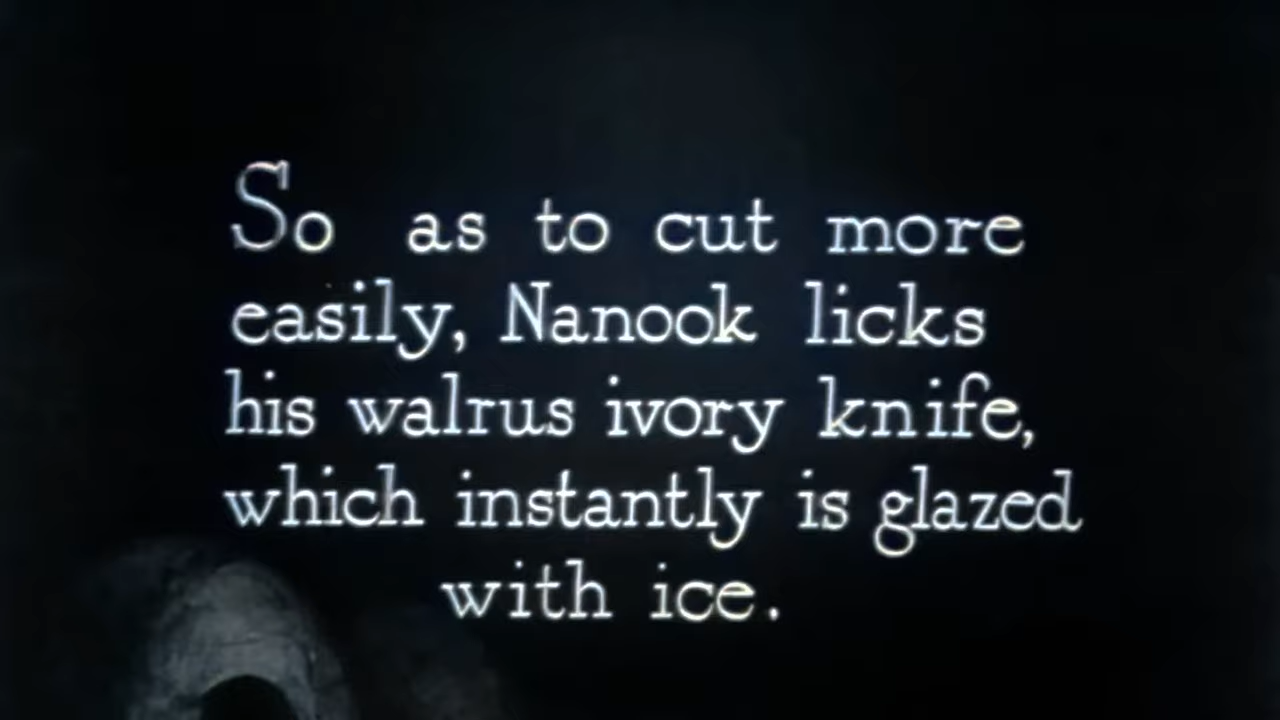 So as to cut more
easily, Nanook licks
his walrus ivory knife,
which instantly is glazed
with ice.